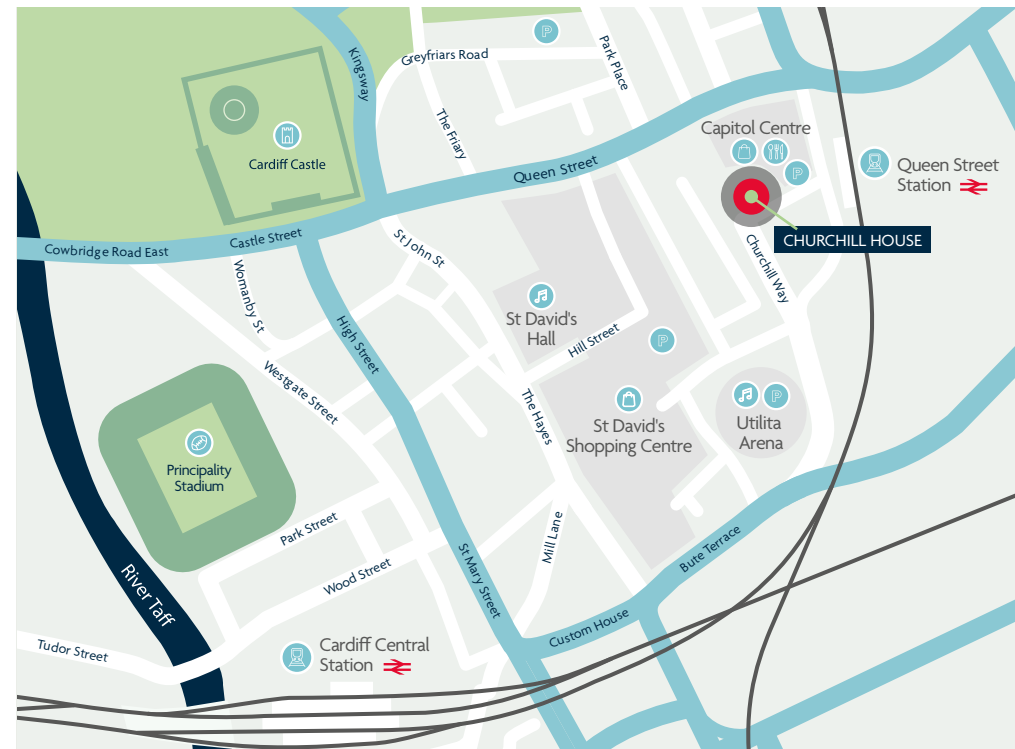 Kingsway
Greyfriars Road
P
Park Place
The Friary
Capitol Centre
P
Cardiff Castle
Queen Street
Queen Street
Station
CHURCHILL HOUSE
Cowbridge Road East
Castle Street
St John St
Womanby St
Churchill Way
St David's
Hall
High Street
Hill Street
P
Westgate Street
The Hayes
P
St David's
Shopping Centre
Utilita
Arena
Principality
Stadium
Park Street
Mill Lane
Bute Terrace
Wood Street
St Mary Street
River Taff
Custom House
Tudor Street
Cardiff Central
Station